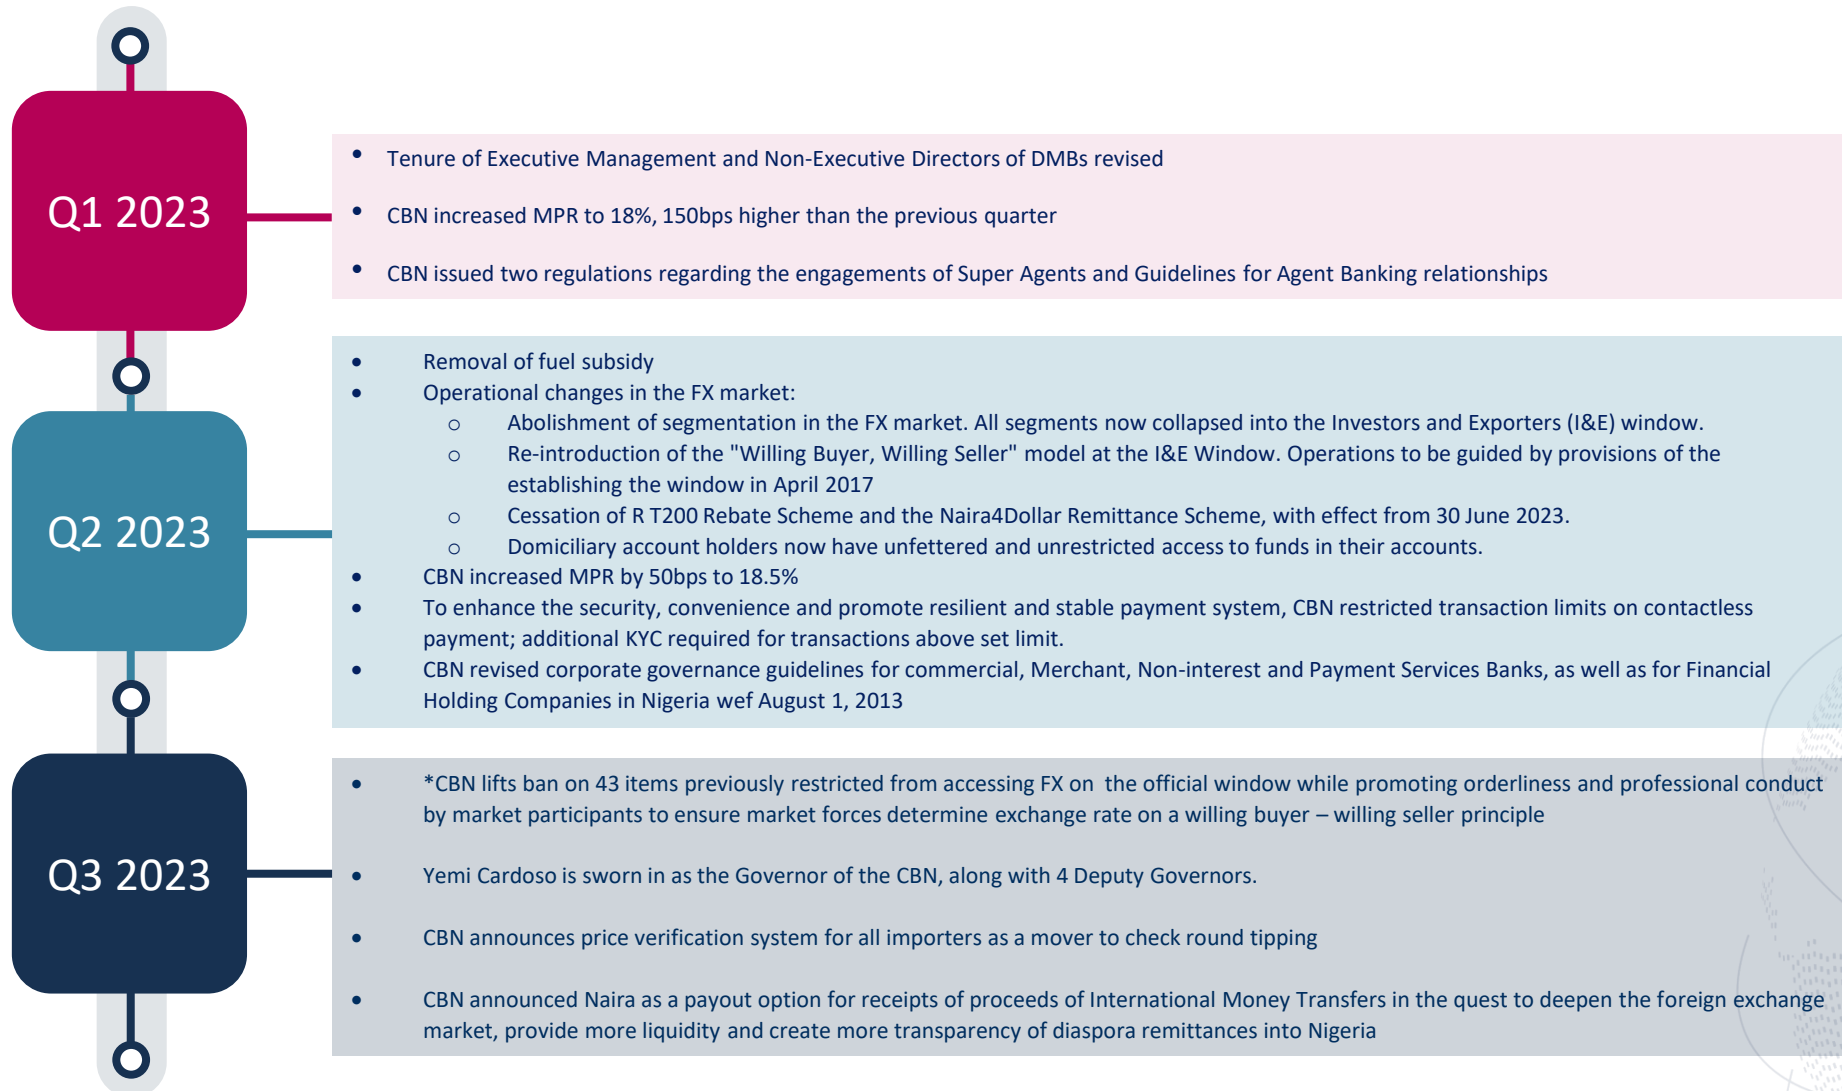 Q1 2023
• Tenure of Executive Management and Non-Executive Directors of DMBs revised
• CBN increased MPR to 18%, 150bps higher than the previous quarter
• CBN issued two regulations regarding the engagements of Super Agents and Guidelines for Agent Banking relationships
Q2 2023
• Removal of fuel subsidy
• Operational changes in the FX market:
o Abolishment of segmentation in the FX market. All segments now collapsed into the Investors and Exporters (I&E) window.
o Re-introduction of the "Willing Buyer, Willing Seller" model at the I&E Window. Operations to be guided by provisions of the
establishing the window in April 2017
o Cessation of R T200 Rebate Scheme and the Naira4Dollar Remittance Scheme, with effect from 30 June 2023.
o Domiciliary account holders now have unfettered and unrestricted access to funds in their accounts.
• CBN increased MPR by 50bps to 18.5%
• To enhance the security, convenience and promote resilient and stable payment system, CBN restricted transaction limits on contactless
payment; additional KYC required for transactions above set limit.
• CBN revised corporate governance guidelines for commercial, Merchant, Non-interest and Payment Services Banks, as well as for Financial
Holding Companies in Nigeria wef August 1, 2013
Q3 2023
• *CBN lifts ban on 43 items previously restricted from accessing FX on the official window while promoting orderliness and professional conduct
by market participants to ensure market forces determine exchange rate on a willing buyer – willing seller principle
• Yemi Cardoso is sworn in as the Governor of the CBN, along with 4 Deputy Governors.
• CBN announces price verification system for all importers as a mover to check round tipping
• CBN announced Naira as a payout option for receipts of proceeds of International Money Transfers in the quest to deepen the foreign exchange
market, provide more liquidity and create more transparency of diaspora remittances into Nigeria